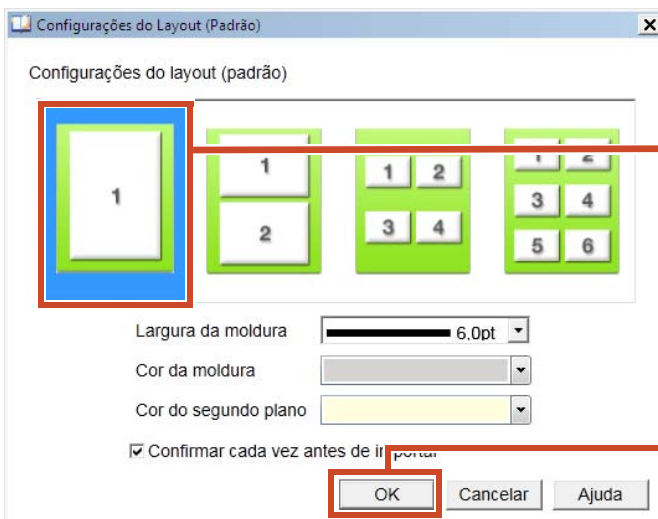 Configurações do Layout (Padrão)
Configurações do layout (padrão)
1
1
2
1 2
3 4
1 2
3 4
5 6
Largura da moldura 6,0pt
Cor da moldura
Cor do segundo plano
Confirmar cada vez antes de importar
OK Cancelar Ajuda